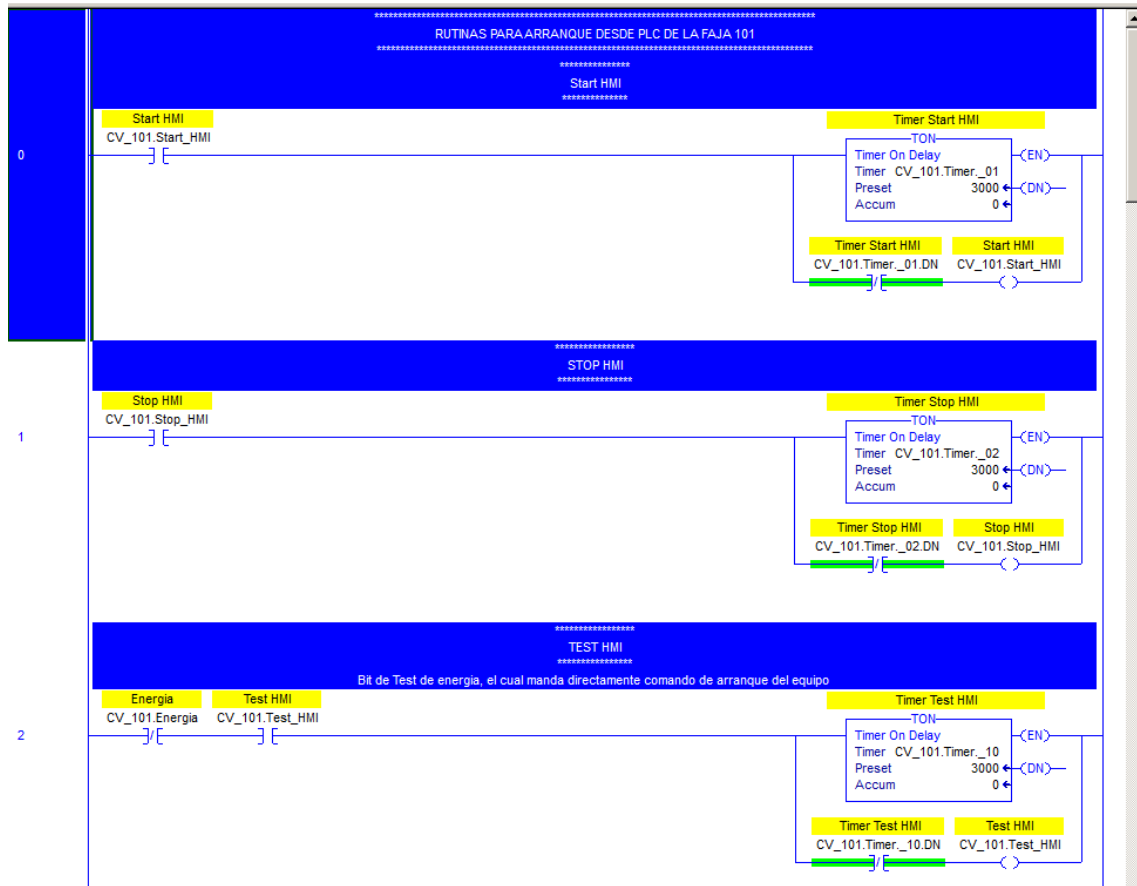 ******************************************************************************************
RUTINAS PARA ARRANQUE DESDE PLC DE LA FAJA 101
******************************************************************************************
***************
Start HMI
**************
Start HMI
CV_101.Start_HMI
0
Timer Start HMI
TON
Timer On Delay
Timer CV_101.Timer._01
Preset 3000
Accum 0
EN
DN
Timer Start HMI
CV_101.Timer._01.DN
Start HMI
CV_101.Start_HMI
*****************
STOP HMI
****************
Stop HMI
CV_101.Stop_HMI
1
Timer Stop HMI
TON
Timer On Delay
Timer CV_101.Timer._02
Preset 3000
Accum 0
EN
DN
Timer Stop HMI
CV_101.Timer._02.DN
Stop HMI
CV_101.Stop_HMI
*****************
TEST HMI
****************
Bit de Test de energia, el cual manda directamente comando de arranque del equipo
Energia
CV_101.Energia
Test HMI
CV_101.Test_HMI
2
Timer Test HMI
TON
Timer On Delay
Timer CV_101.Timer._10
Preset 3000
Accum 0
EN
DN
Timer Test HMI
CV_101.Timer._10.DN
Test HMI
CV_101.Test_HMI